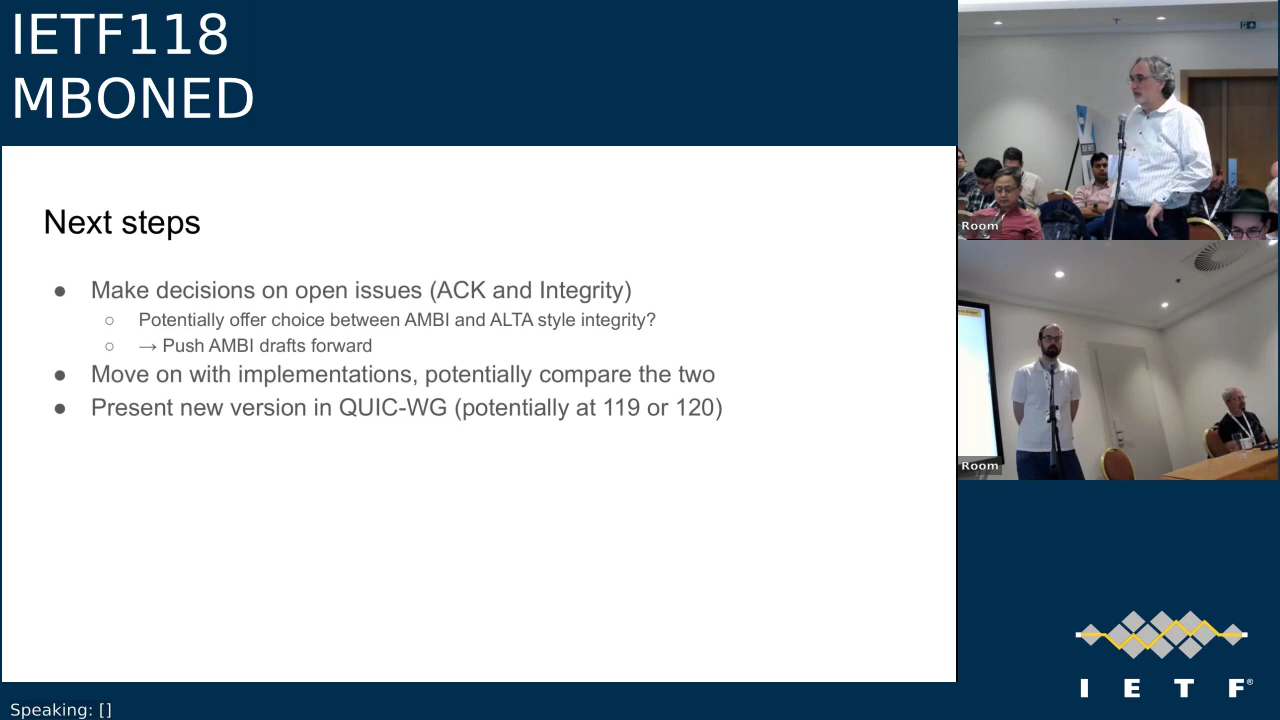 IETF118
MBONED
Next steps
● Make decisions on open issues (ACK and Integrity)
○ Potentially offer choice between AMBI and ALTA style integrity?
○ → Push AMBI drafts forward
● Move on with implementations, potentially compare the two
● Present new version in QUIC-WG (potentially at 119 or 120)
Room
Room
I E T F®
Speaking: []